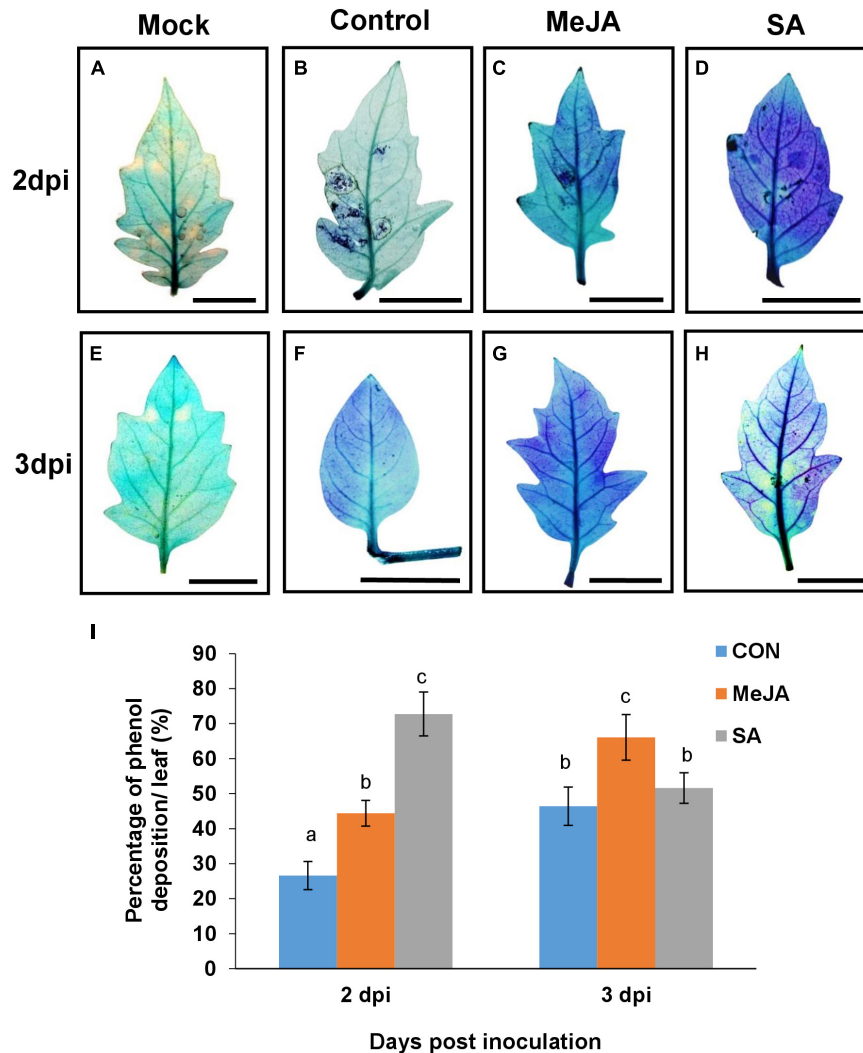 Mock Control MeJA SA
A B C D
2dpi
E F G H
3dpi
I
90
80
70
60
50
40
30
20
10
0
Percentage of phenol
deposition/ leaf (%)
a b c
b c b
CON
MeJA
SA
2 dpi 3 dpi
Days post inoculation